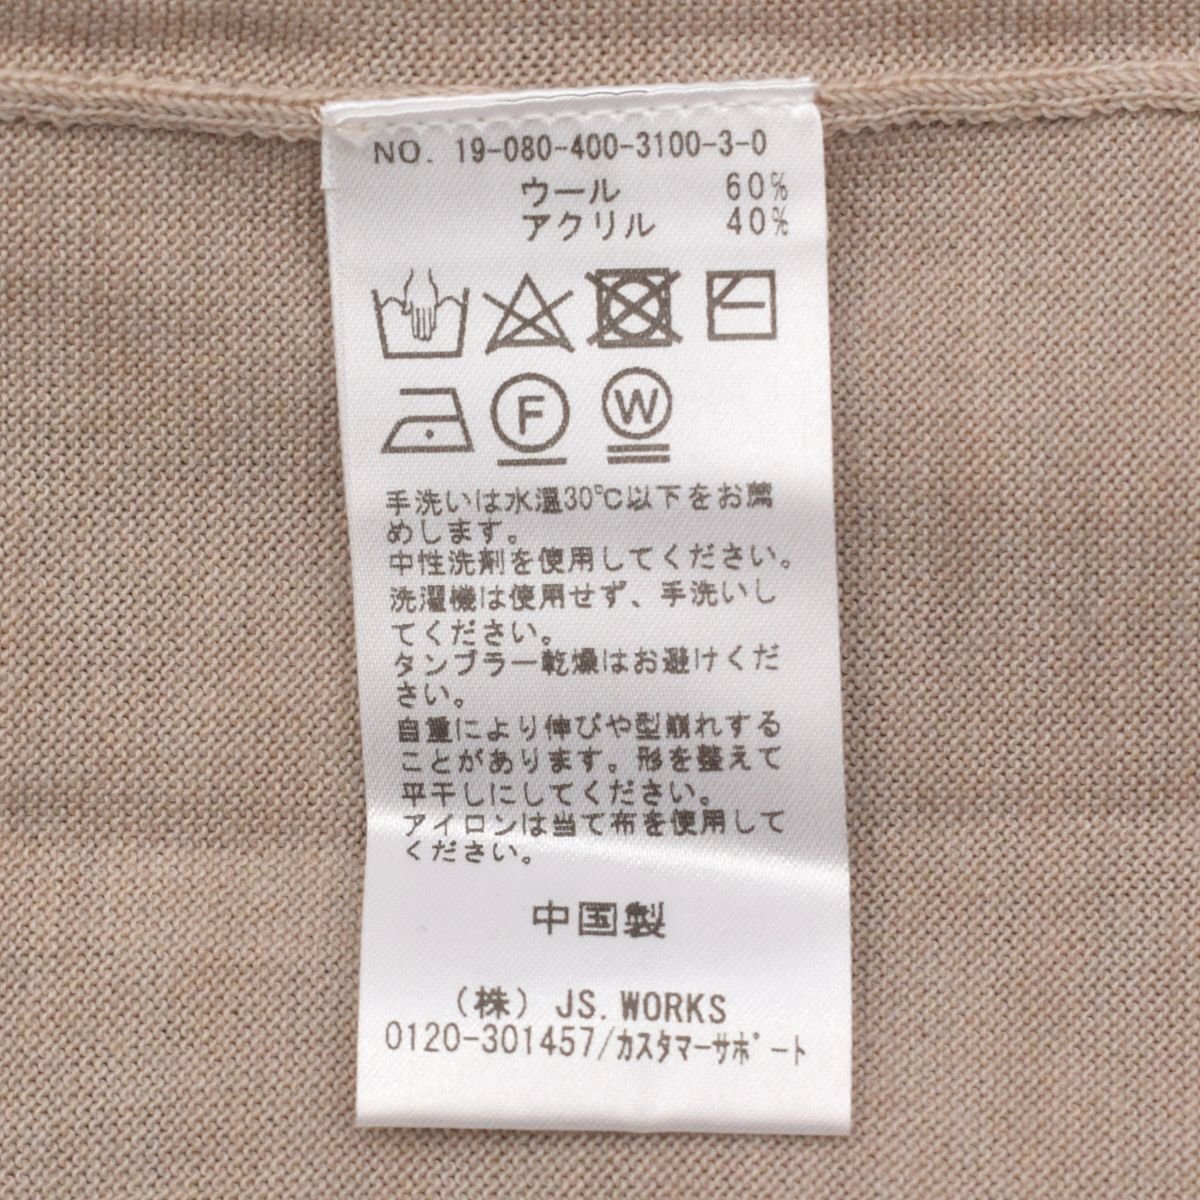 NO. 19-080-400-3100-3-0
ウール 60%
アクリル 40%
F W
手洗いは水温30℃以下をお薦
めします。
中性洗剤を使用してください。
洗濯機は使用せず、手洗いし
てください。
タンブラー乾燥はお避けくだ
さい。
自重により伸びや型崩れする
ことがあります。形を整えて
平干しにしてください。
アイロンは当て布を使用して
ください。
中国製
（株）JS.WORKS
0120-301457/ｶｽﾀﾏｰｻﾎﾟｰﾄ